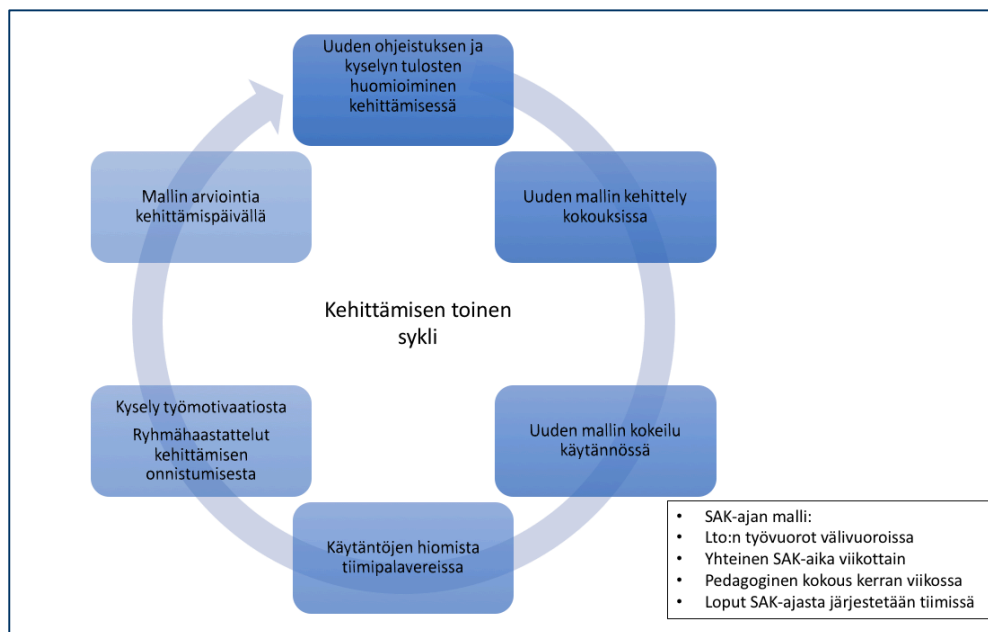 Uuden ohjeistuksen ja
kyselyn tulosten
huomioiminen
kehittämisessä
Uuden mallin kehittely
kokouksissa
Uuden mallin kokeilu
käytännössä
Käytäntöjen hiomista
tiimipalavereissa
Kysely työmotivaatiosta
Ryhmähaastattelut
kehittämisen
onnistumisesta
Mallin arviointia
kehittämispäivällä
Kehittämisen toinen
sykli
• SAK-ajan malli:
• Lto:n työvuorot välivuoroissa
• Yhteinen SAK-aika viikottain
• Pedagoginen kokous kerran viikossa
• Loput SAK-ajasta järjestetään tiimissä